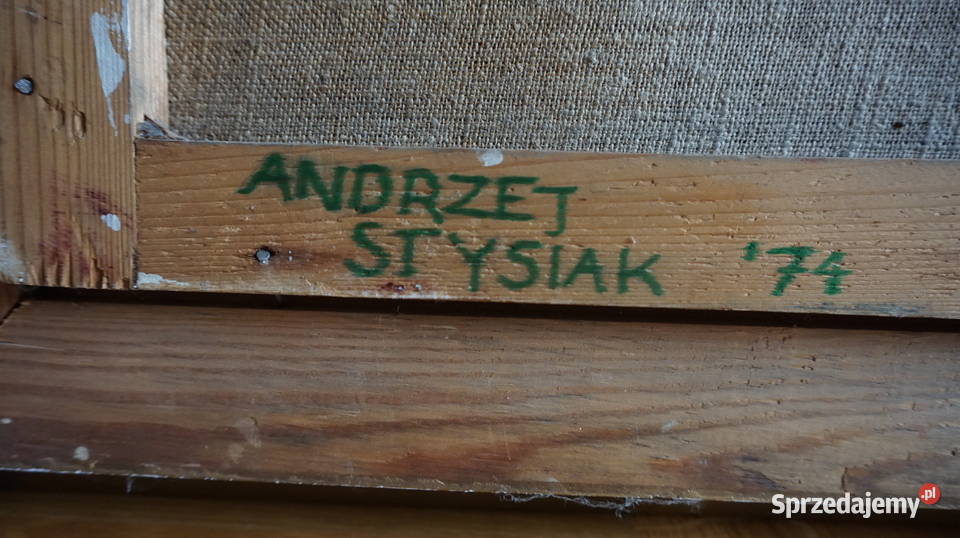 ANDRZEJ
STYSIAK '74
Sprzedajemy.pl